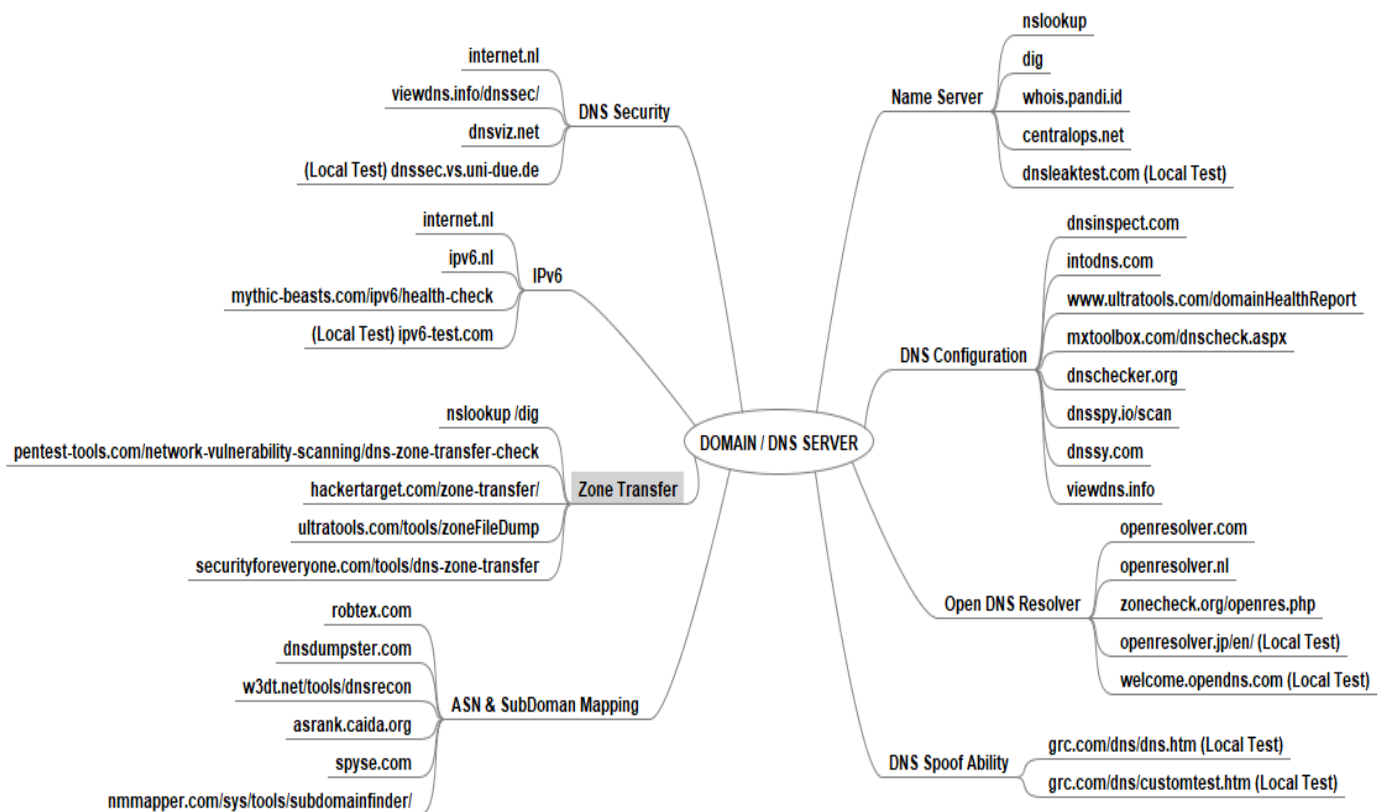 DOMAIN / DNS SERVER
DNS Security
internet.nl
viewdns.info/dnssec/
dnsviz.net
(Local Test) dnssec.vs.uni-due.de
IPv6
internet.nl
ipv6.nl
mythic-beasts.com/ipv6/health-check
(Local Test) ipv6-test.com
Zone Transfer
nslookup /dig
pentest-tools.com/network-vulnerability-scanning/dns-zone-transfer-check
hackertarget.com/zone-transfer/
ultratools.com/tools/zoneFileDump
securityforeveryone.com/tools/dns-zone-transfer
ASN & SubDoman Mapping
robtex.com
dnsdumpster.com
w3dt.net/tools/dnsrecon
asrank.caida.org
spyse.com
nmmapper.com/sys/tools/subdomainfinder/
Name Server
nslookup
dig
whois.pandi.id
centralops.net
dnsleaktest.com (Local Test)
DNS Configuration
dnsinspect.com
intodns.com
www.ultratools.com/domainHealthReport
mxtoolbox.com/dnscheck.aspx
dnschecker.org
dnsspy.io/scan
dnssy.com
viewdns.info
Open DNS Resolver
openresolver.com
openresolver.nl
zonecheck.org/openres.php
openresolver.jp/en/ (Local Test)
welcome.opendns.com (Local Test)
DNS Spoof Ability
grc.com/dns/dns.htm (Local Test)
grc.com/dns/customtest.htm (Local Test)